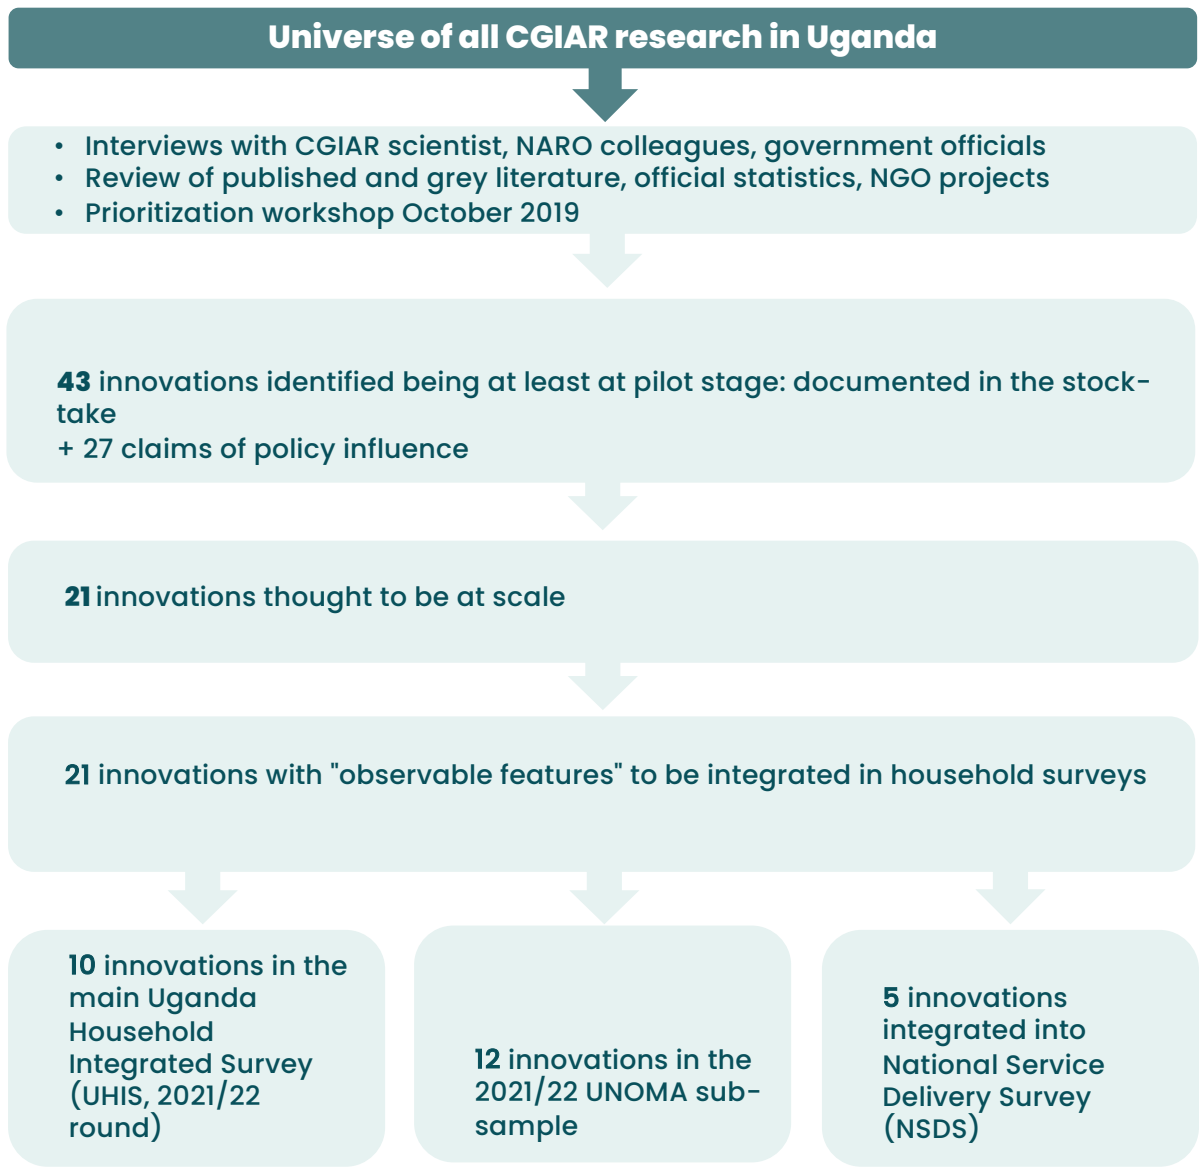 Universe of all CGIAR research in Uganda
• Interviews with CGIAR scientist, NARO colleagues, government officials
• Review of published and grey literature, official statistics, NGO projects
• Prioritization workshop October 2019
43 innovations identified being at least at pilot stage: documented in the stock-
take
+ 27 claims of policy influence
21 innovations thought to be at scale
21 innovations with "observable features" to be integrated in household surveys
10 innovations in the
main Uganda
Household
Integrated Survey
(UHIS, 2021/22
round)
12 innovations in the
2021/22 UNOMA sub-
sample
5 innovations
integrated into
National Service
Delivery Survey
(NSDS)